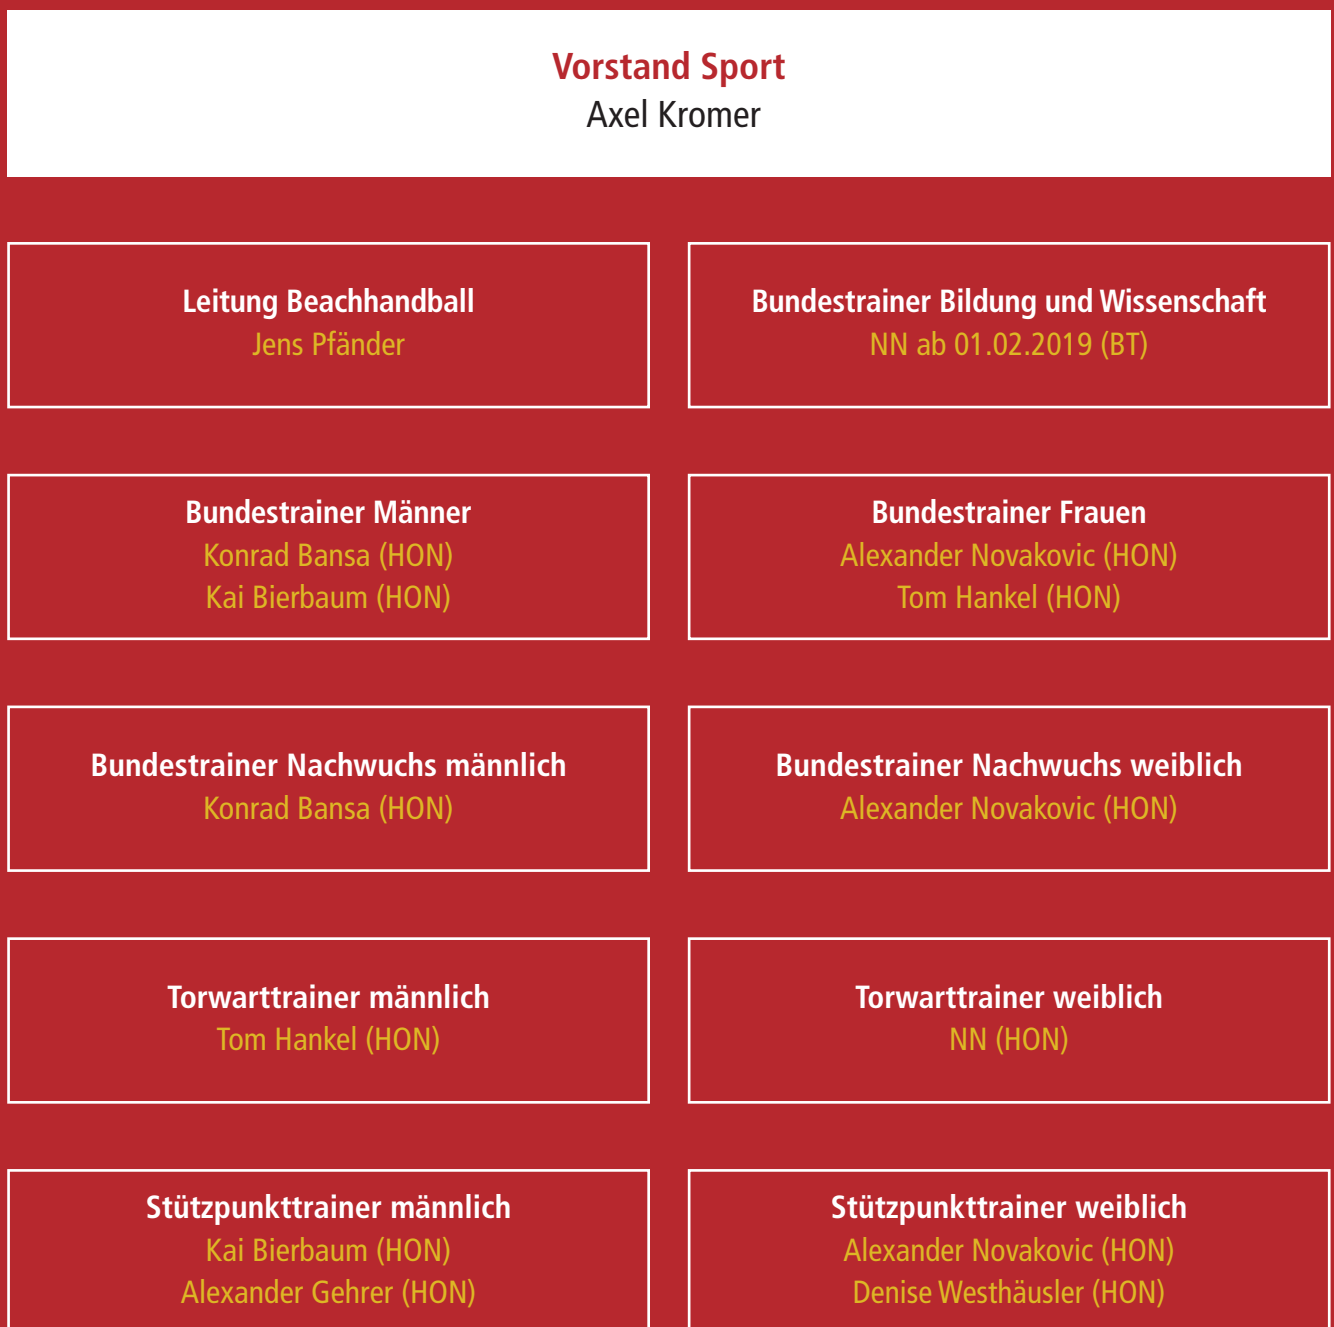 Vorstand Sport
Axel Kromer
Leitung Beachhandball
Jens Pfänder
Bundestrainer Bildung und Wissenschaft
NN ab 01.02.2019 (BT)
Bundestrainer Männer
Konrad Bansa (HON)
Kai Bierbaum (HON)
Bundestrainer Frauen
Alexander Novakovic (HON)
Tom Hankel (HON)
Bundestrainer Nachwuchs männlich
Konrad Bansa (HON)
Bundestrainer Nachwuchs weiblich
Alexander Novakovic (HON)
Torwarttrainer männlich
Tom Hankel (HON)
Torwarttrainer weiblich
NN (HON)
Stützpunkttrainer männlich
Kai Bierbaum (HON)
Alexander Gehrer (HON)
Stützpunkttrainer weiblich
Alexander Novakovic (HON)
Denise Westhäusler (HON)